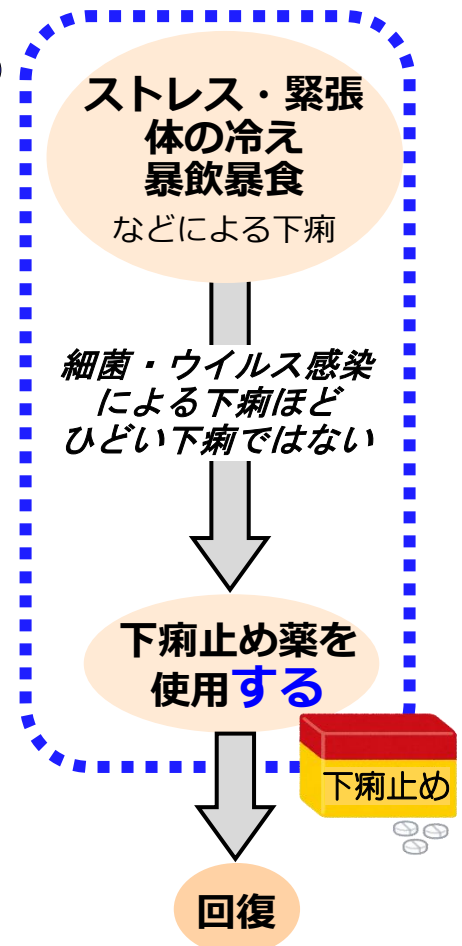 ストレス・緊張
体の冷え
暴飲暴食
などによる下痢
細菌・ウイルス感染
による下痢ほど
ひどい下痢ではない
下痢止め薬を
使用する
下痢止め
回復